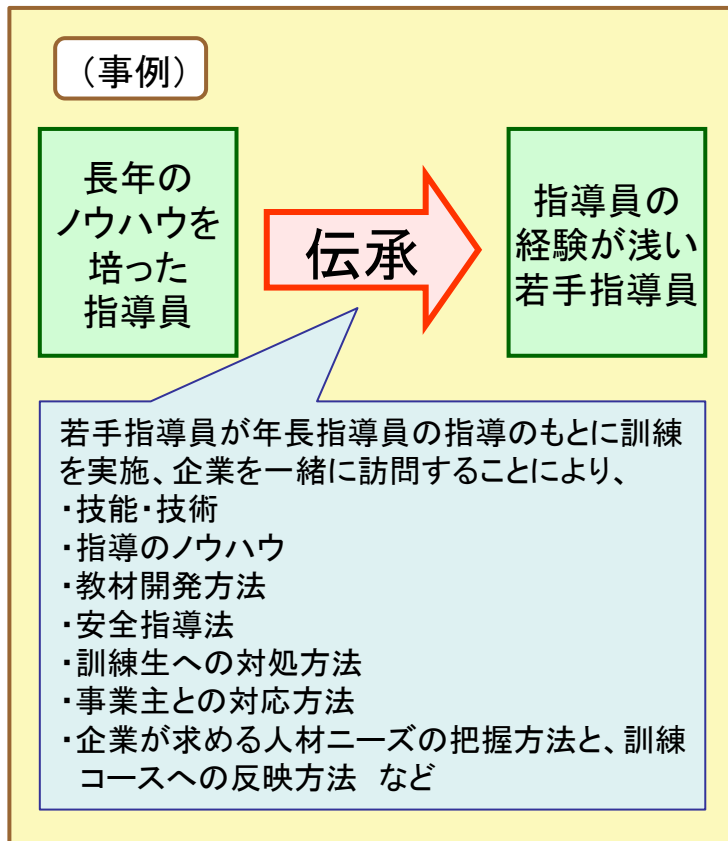 （事例）
長年の
ノウハウを
培った
指導員
伝承
指導員の
経験が浅い
若手指導員
若手指導員が年長指導員の指導のもとに訓練
を実施、企業を一緒に訪問することにより、
・技能・技術
・指導のノウハウ
・教材開発方法
・安全指導法
・訓練生への対処方法
・事業主との対応方法
・企業が求める人材ニーズの把握方法と、訓練
コースへの反映方法　など